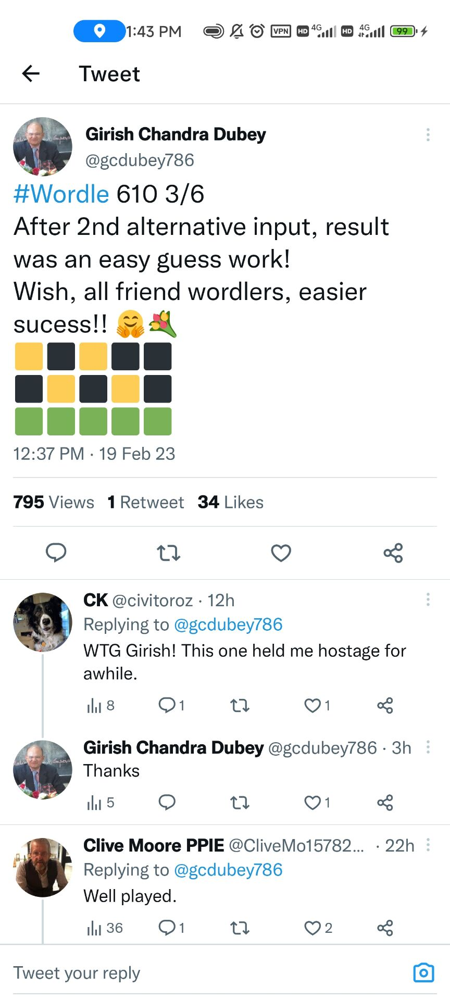 1:43 PM VPN HD 4G HD 4G 99
Tweet
Girish Chandra Dubey
@gcdubey786
#Wordle 610 3/6
After 2nd alternative input, result
was an easy guess work!
Wish, all friend wordlers, easier
sucess!! 🤗💐
12:37 PM · 19 Feb 23
795 Views 1 Retweet 34 Likes
CK @civitoroz · 12h
Replying to @gcdubey786
WTG Girish! This one held me hostage for
awhile.
8 1 1
Girish Chandra Dubey @gcdubey786 · 3h
Thanks
5 1
Clive Moore PPIE @CliveMo15782... · 22h
Replying to @gcdubey786
Well played.
36 1 2
Tweet your reply